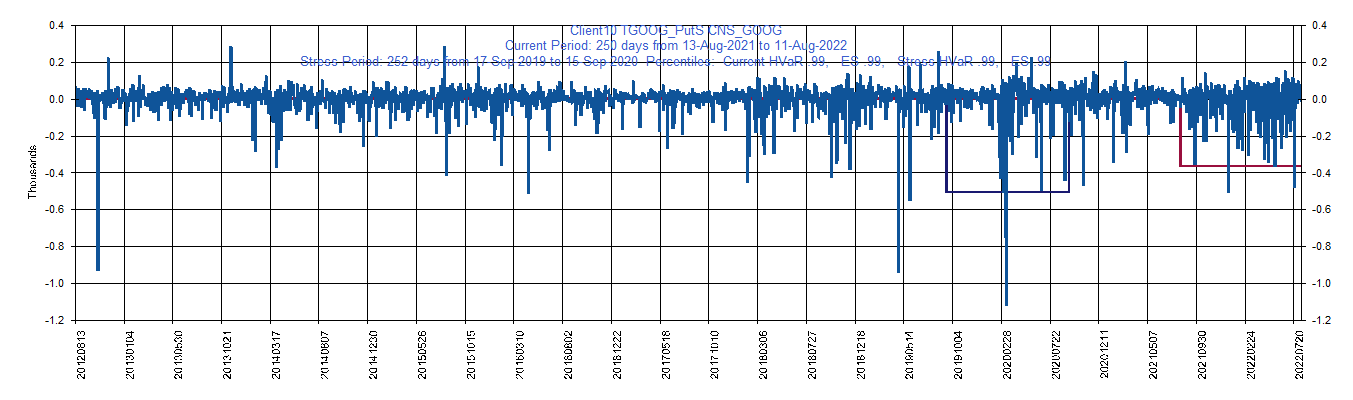 Client10 TGOOG_PutS CNS_GOOG
Current Period: 250 days from 13-Aug-2021 to 11-Aug-2022
Stress Period: 252 days from 17 Sep 2019 to 15 Sep 2020 Percentiles: Current HVaR .99, ES .99, Stress HVaR .99, ES .99
0.4 0.4
0.2 0.2
0.0 0.0
-0.2 -0.2
-0.4 -0.4
-0.6 -0.6
-0.8 -0.8
-1.0 -1.0
-1.2 -1.2
Thousands
20120813 20130104 20130530 20131021 20140317 20140807 20141230 20150526 20151015 20160310 20160802 20161222 20170518 20171010 20180306 20180727 20181218 20190514 20191004 20200228 20200722 20201211 20210507 20210930 20220224 20220720